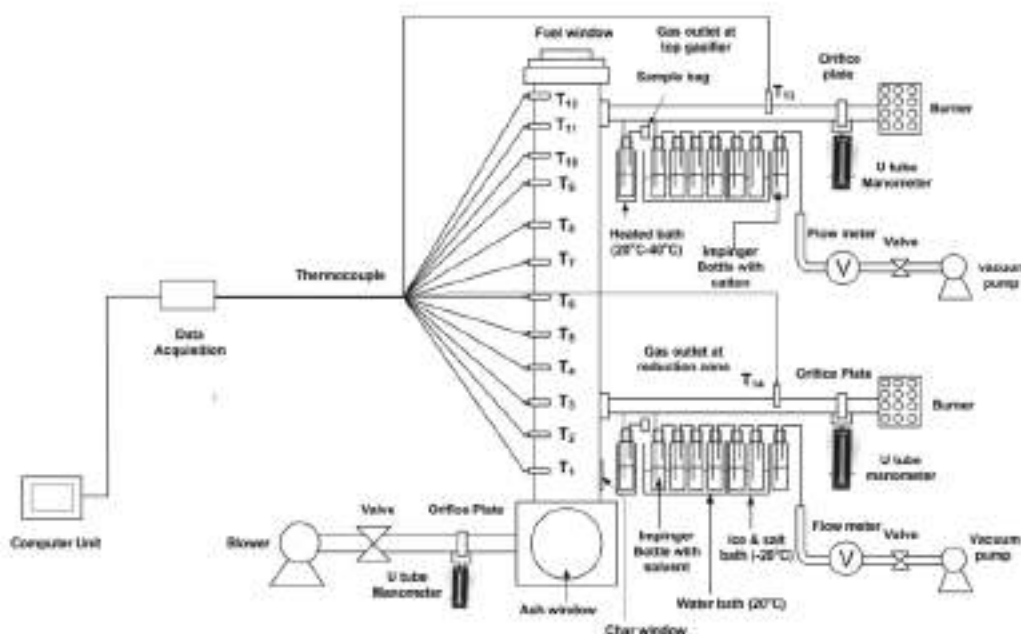 Fuel window
Gas outlet at
top gasifier
Sample bag
Orifice
plate
T13
Burner
T12
T11
T10
T9
T8
T7
T6
T5
T4
T3
T2
T1
U tube
Manometer
Heated bath
(20°C-40°C)
Impinger
Bottle with
cotton
Flow meter
Valve
V
Vacuum
pump
Thermocouple
Data
Acquisition
Gas outlet at
reduction zone
T14
Orifice Plate
Burner
U tube
manometer
Computer Unit
Blower
Valve
Orifice Plate
U tube
Manometer
Ash window
Char window
Impinger
Bottle with
solvent
Water bath (20°C)
Ice & salt
bath (-20°C)
Flow meter
Valve
V
Vacuum
pump